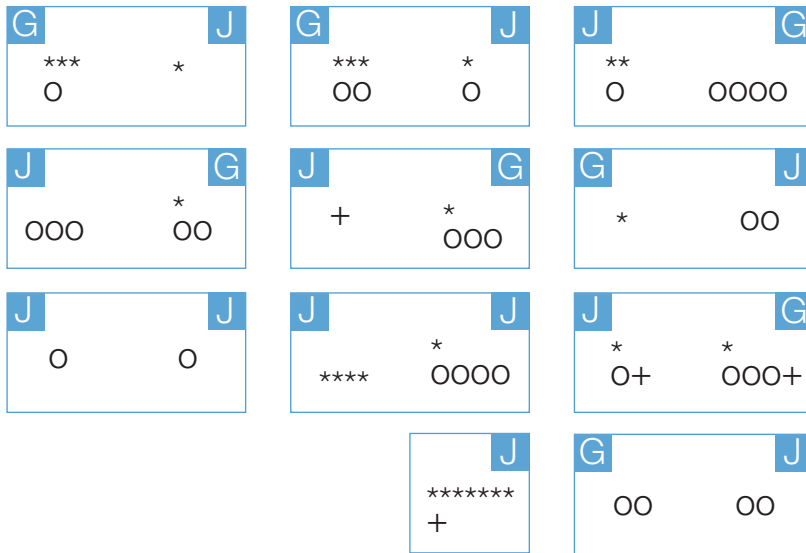 G J
*** *
O
G J
*** *
OO O
J G
**
O OOOO
J G
*
OOO OO
J G
+ *
OOO
G J
* OO
J J
O O
J J
*
**** OOOO
J G
* *
O+ OOO+
J
*******
+
G J
OO OO